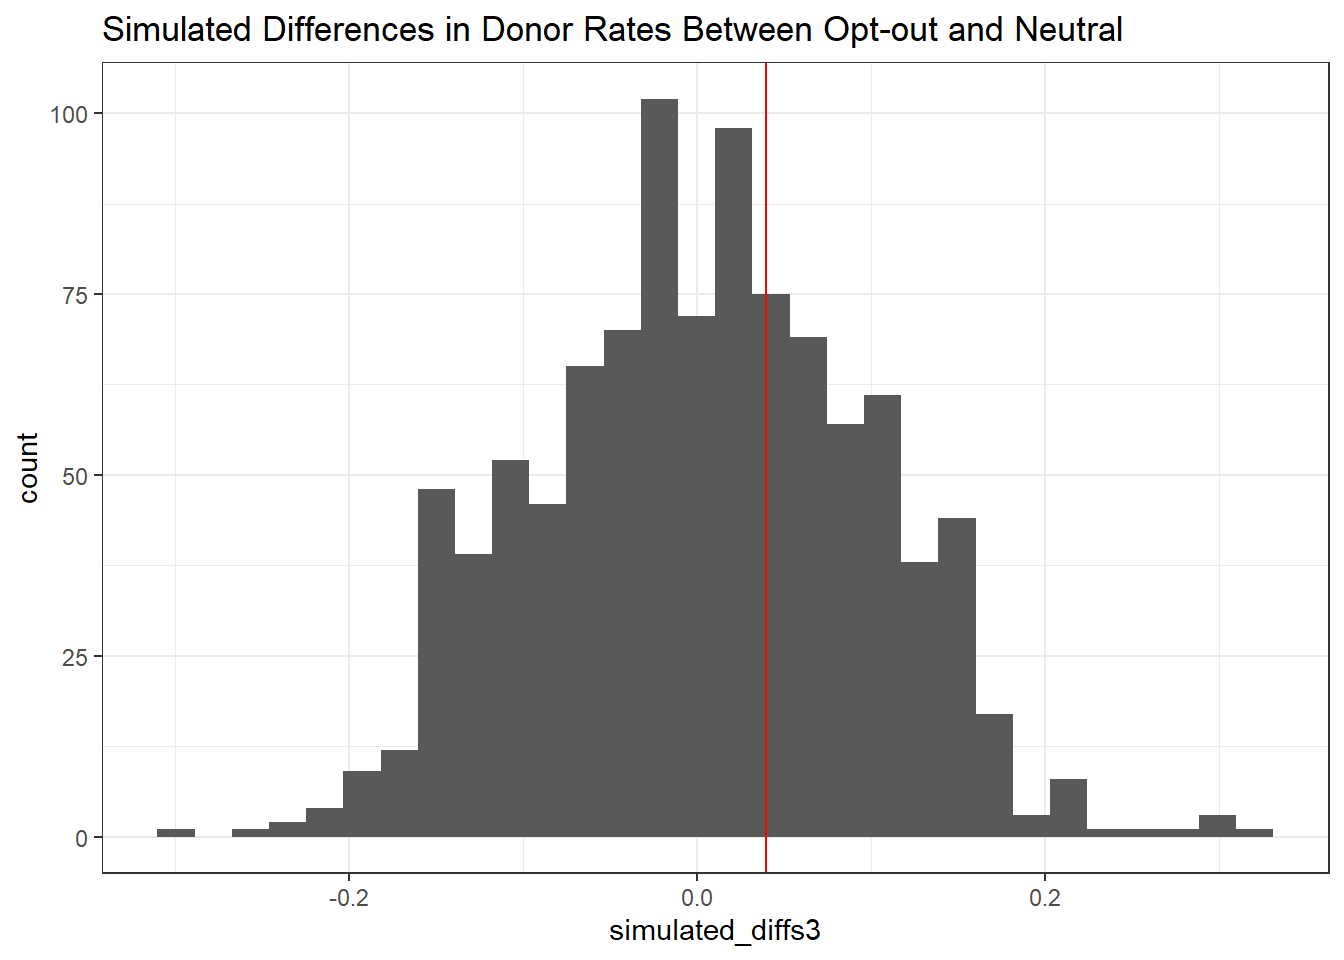 Simulated Differences in Donor Rates Between Opt-out and Neutral
100
75
50
25
0
count
-0.2 0.0 0.2
simulated_diffs3